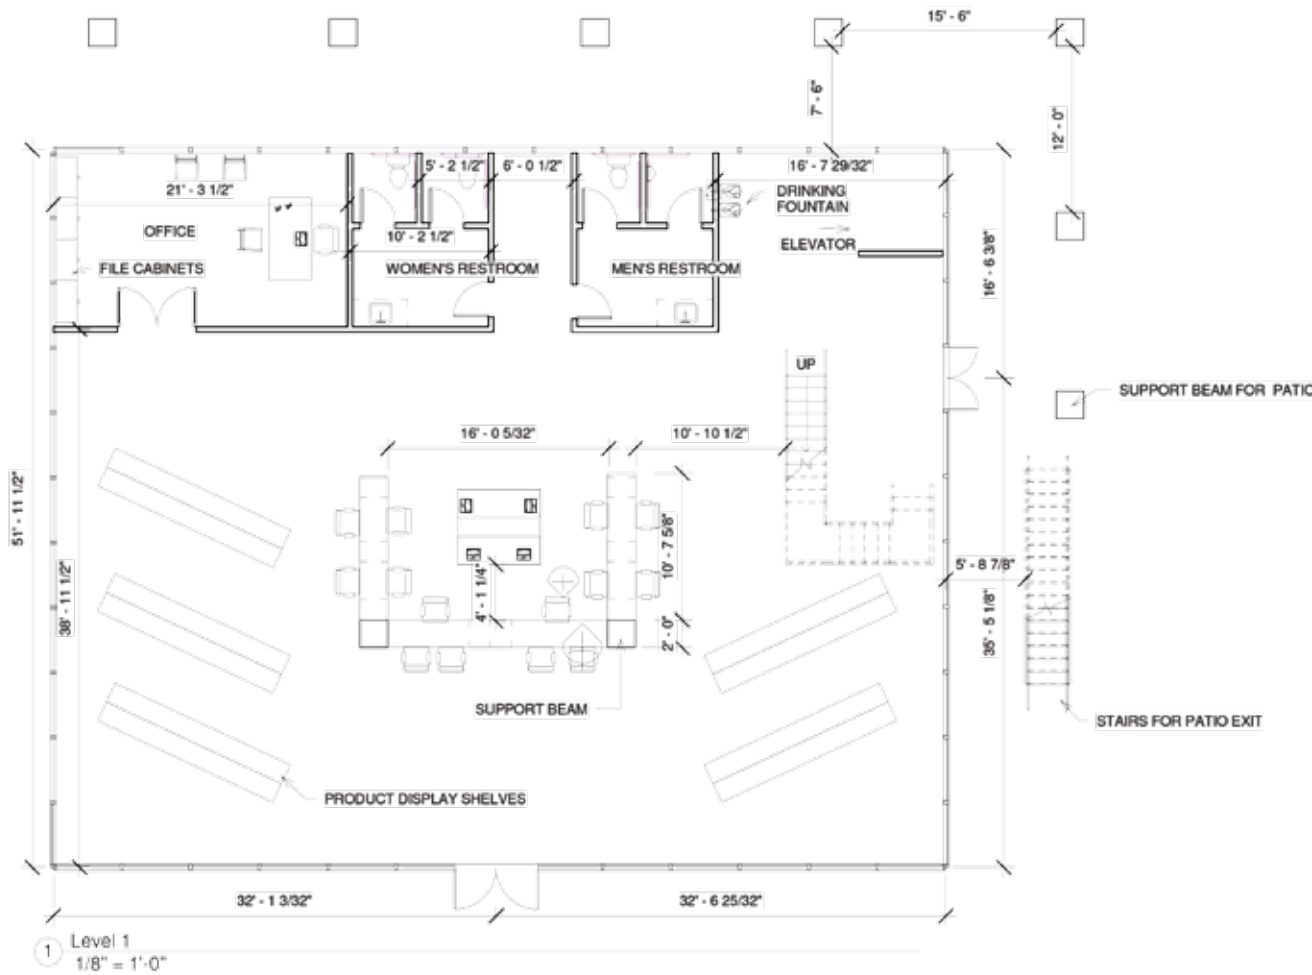 15' - 6"
7' - 6"
12' - 0"
5' - 2 1/2"
6' - 0 1/2"
16' - 7 29/32"
21' - 3 1/2"
DRINKING
FOUNTAIN
OFFICE
10' - 2 1/2"
ELEVATOR
FILE CABINETS
WOMEN'S RESTROOM
MEN'S RESTROOM
16' - 6 3/8"
UP
SUPPORT BEAM FOR PATIO
16' - 0 5/32"
10' - 10 1/2"
51' - 11 1/2"
10' - 7 5/8"
5' - 8 7/8"
4' - 1 1/4"
38' - 11 1/2"
2' - 0"
35' - 5 1/8"
SUPPORT BEAM
STAIRS FOR PATIO EXIT
PRODUCT DISPLAY SHELVES
32' - 1 3/32"
32' - 6 25/32"
1
Level 1
1/8" = 1'-0"